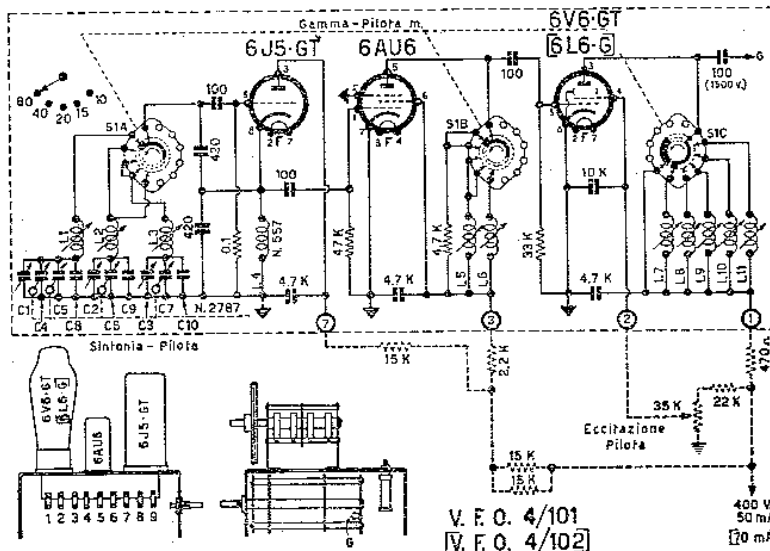 Gamma-Pilota m.
6J5·GT
6AU6
6V6·GT
[6L6-G]
80 40 20 15 10
S1A
S1B
S1C
100
100
100
100
(1500 v.)
G
430
420
100
10 K
L1
L2
L3
0.1
N. 557
L4
47 K
4.7 K
L5
L6
33 K
L7
L8
L9
L10
L11
4.7 K
4.7 K
4.7 K
C1
C5
C2
C9
C7
N. 2787
C4
C8
C6
C3
C10
Sintonia - Pilota
7
3
2
1
15 K
2,2 K
470 Ω
35 K
22 K
Eccitazione
Pilota
15 K
15 K
400 V.
50 mA
[70 mA
6V6·GT
[6L6-G]
6AU6
6J5·GT
1 2 3 4 5 6 7 8 9
G
V. F. O. 4/101
[V. F.O. 4/102]